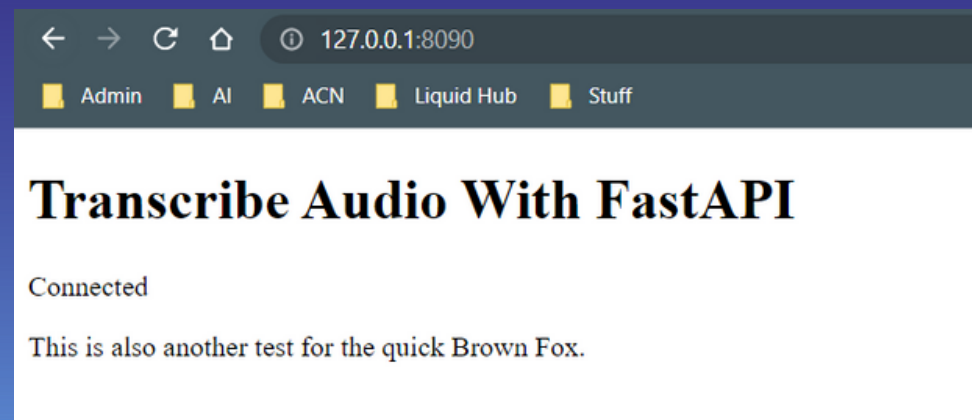 127.0.0.1:8090
Admin AI ACN Liquid Hub Stuff
Transcribe Audio With FastAPI
Connected
This is also another test for the quick Brown Fox.